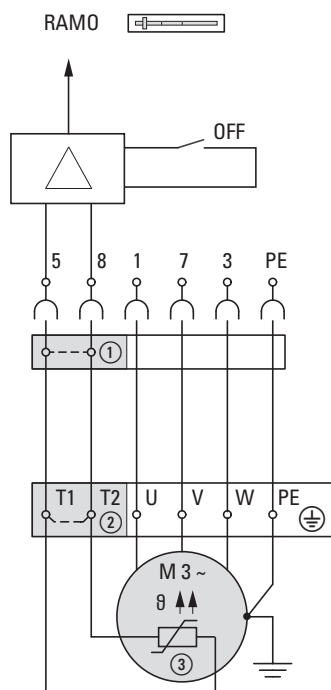 RAMO
OFF
5 8 1 7 3 PE
①
T1 T2 U V W PE
②
M 3 ~
ϑ
③